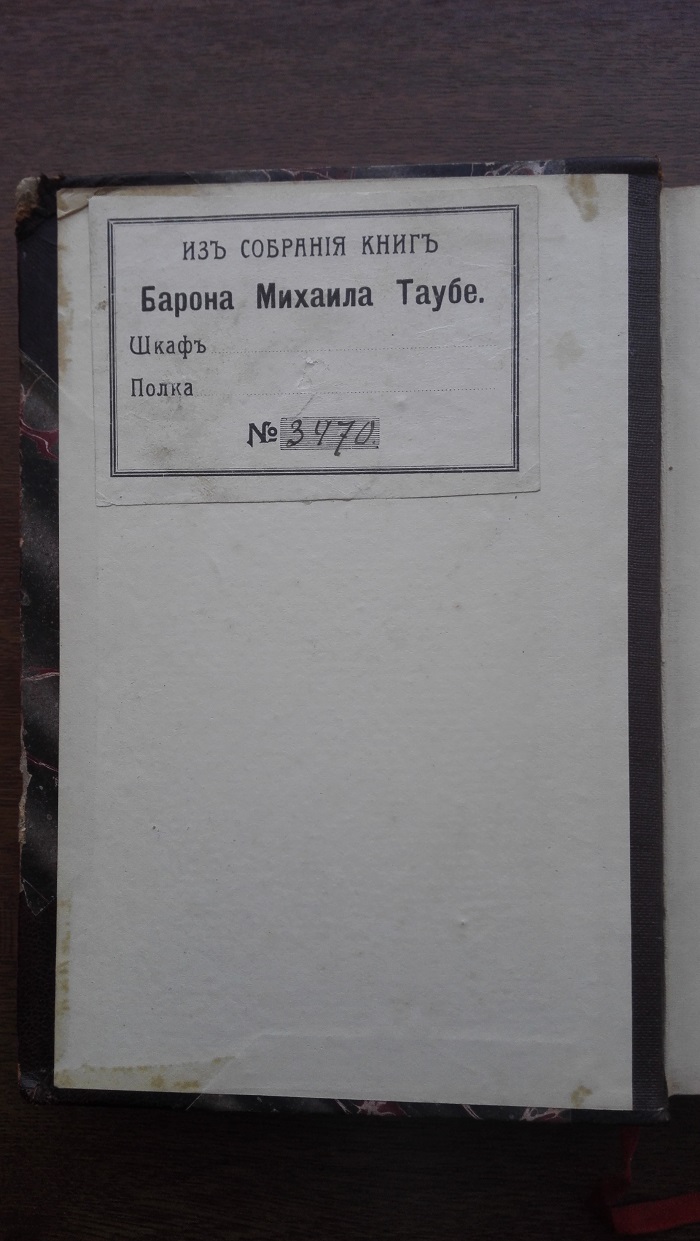 ИЗЪ СОБРАНІЯ КНИГЪ
Барона Михаила Таубе.
Шкафъ
Полка
№ 3470